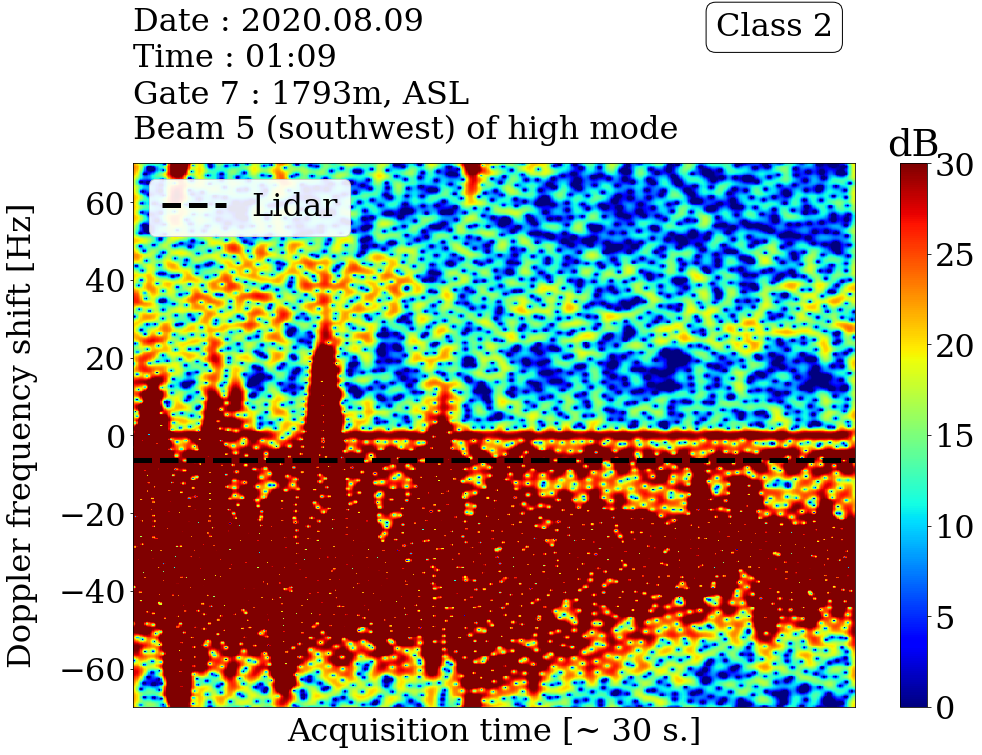 Date : 2020.08.09
Time : 01:09
Gate 7 : 1793m, ASL
Beam 5 (southwest) of high mode
Class 2
dB
Lidar
Doppler frequency shift [Hz]
60
40
20
0
−20
−40
−60
30
25
20
15
10
5
0
Acquisition time [~ 30 s.]